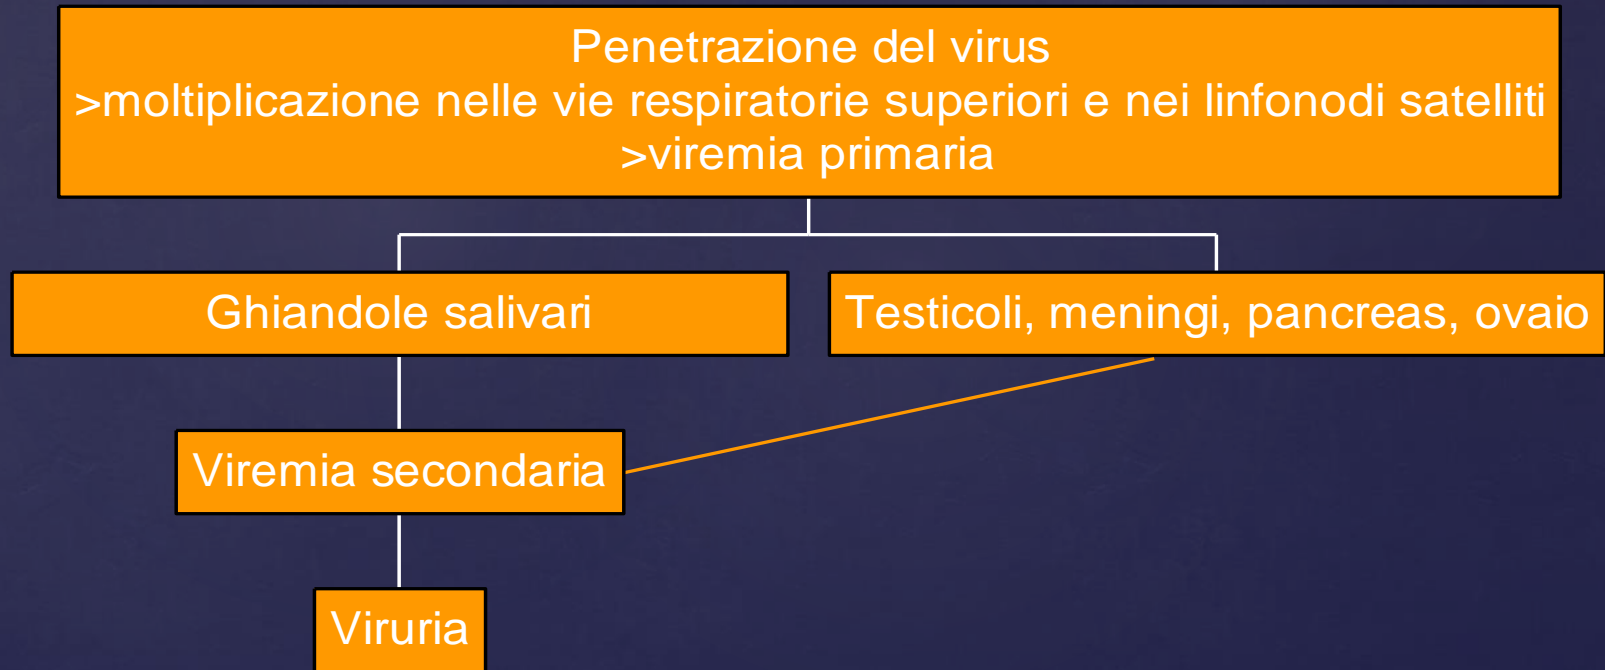 Penetrazione del virus
>moltiplicazione nelle vie respiratorie superiori e nei linfonodi satelliti
>viremia primaria
Ghiandole salivari
Testicoli, meningi, pancreas, ovaio
Viremia secondaria
Viruria